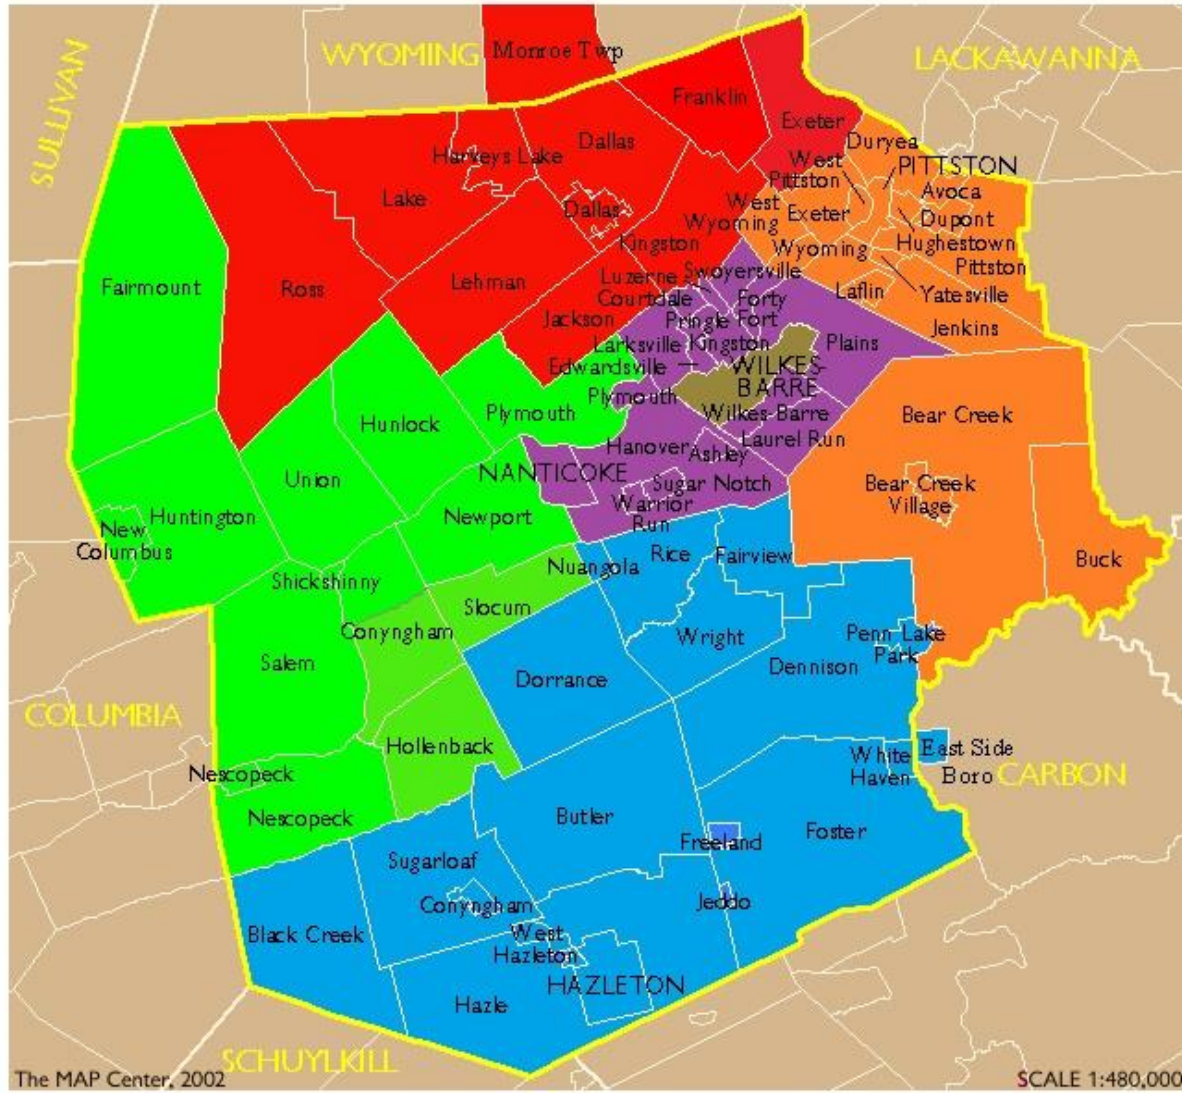 SULLIVAN
WYOMING
Monroe Twp
LACKAWANNA
Franklin
Exeter
Duryea
Harveys Lake
Dallas
West
Pittston
PITTSTON
Avoca
Lake
Dallas
West
Wyoming
Exeter
Dupont
Hughestown
Kingston
Wyoming
Pittston
Fairmount
Ross
Lehman
Luzerne
Swoyersville
Laflin
Yatesville
Courtdale
Forty
Fort
Jackson
Pringle
Jenkins
Larksville
Kingston
Plains
Edwardsville
WILKES-
BARRE
Plymouth
Plymouth
Hunlock
Wilkes-Barre
Bear Creek
Hanover
Ashley
Laurel Run
Union
NANTICOKE
Sugar Notch
Bear Creek
Village
Warrior
Run
New
Columbus
Huntington
Newport
Nuangola
Rice
Fairview
Buck
Shickshinny
Slocum
Conyngham
Wright
Penn Lake
Park
Salem
Dorrance
Dennison
COLUMBIA
Hollenback
White
Haven
East Side
Boro
CARBON
Nescopeck
Nescopeck
Butler
Freeland
Foster
Sugarloaf
Conyngham
Jeddo
Black Creek
West
Hazleton
HAZLETON
Hazle
SCHUYLKILL
The MAP Center, 2002
SCALE 1:480,000